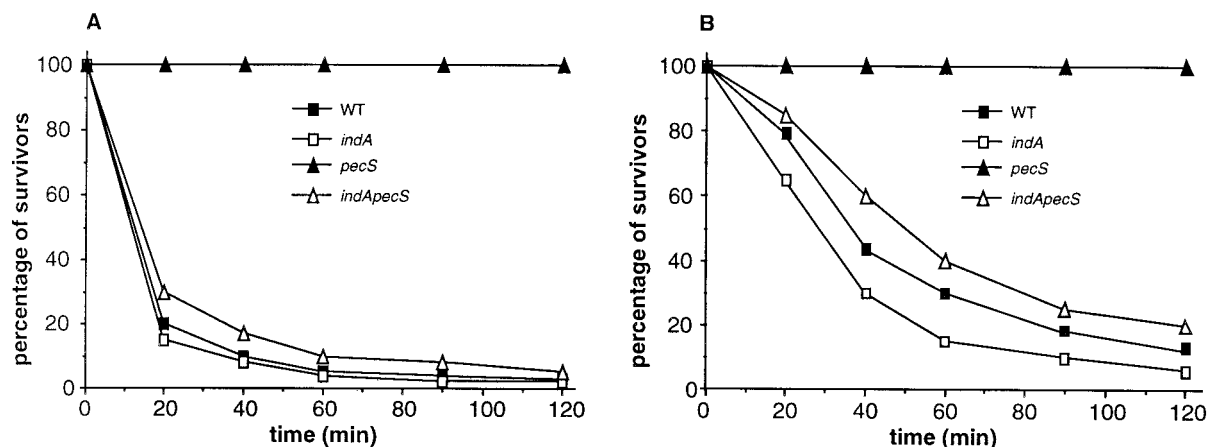 A
percentage of survivors
100
80
60
40
20
0
WT
indA
pecS
indApecS
0 20 40 60 80 100 120
time (min)
B
percentage of survivors
100
80
60
40
20
0
WT
indA
pecS
indApecS
0 20 40 60 80 100 120
time (min)